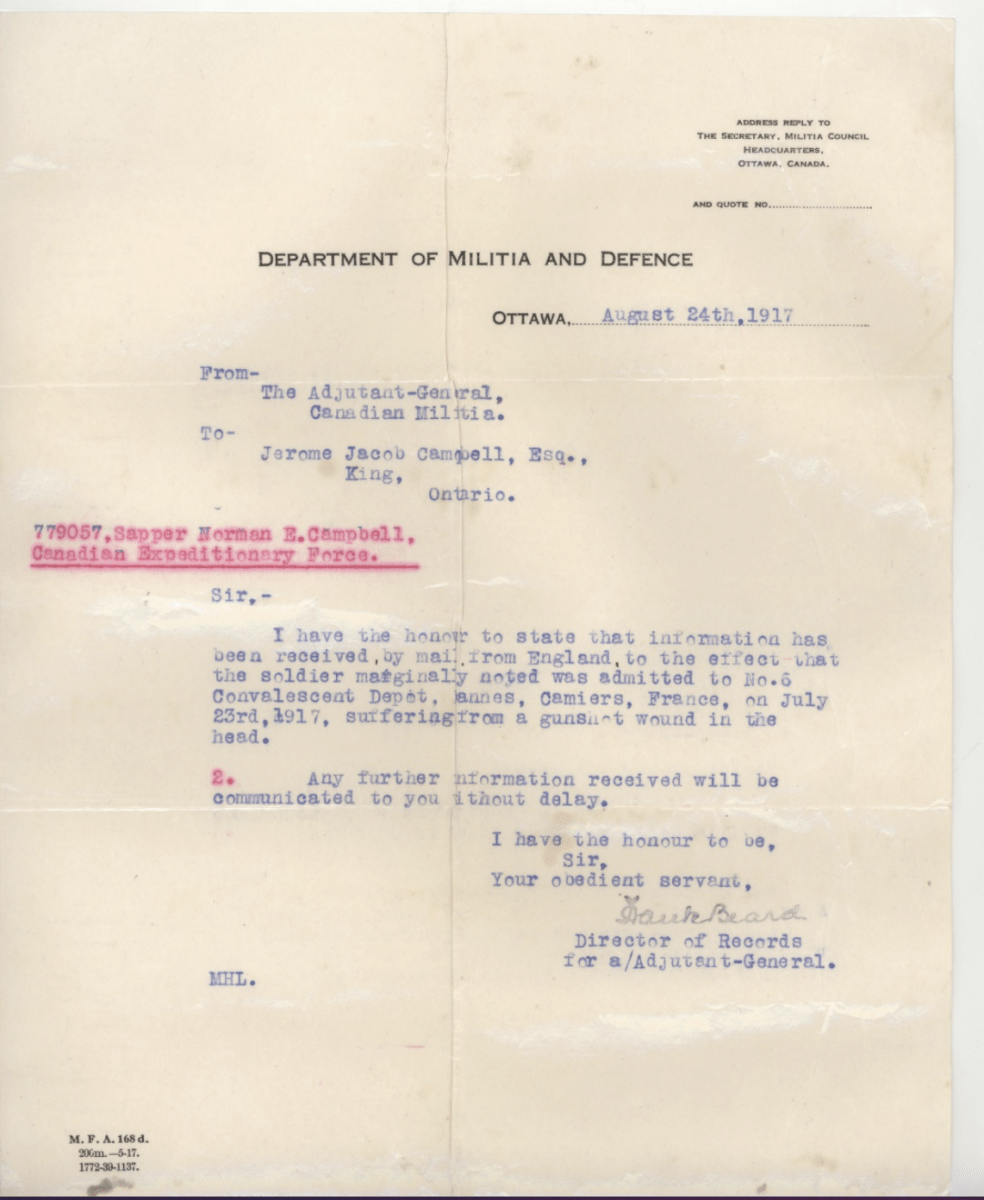 ADDRESS REPLY TO
THE SECRETARY, MILITIA COUNCIL
HEADQUARTERS,
OTTAWA, CANADA.
AND QUOTE NO.
DEPARTMENT OF MILITIA AND DEFENCE
OTTAWA, August 24th,1917
From-
The Adjutant-General,
Canadian Militia.
To-
Jerome Jacob Campbell, Esq.,
King,
Ontario.
779057,Sapper Norman E.Campbell,
Canadian Expeditionary Force.
Sir,-
I have the honour to state that information has
been received,by mail,from England,to the effect that
the soldier marginally noted was admitted to No.6
Convalescent Depot, annes, Camiers, France, on July
23rd,1917, suffering from a gunshot wound in the
head.
2. Any further nformation received will be
communicated to you ithout delay.
I have the honour to be,
Sir,
Your obedient servant,
Frank Beard
Director of Records
for a/Adjutant-General.
MHL.
M. F. A. 168 d.
200m.—5-17.
1772-39-1137.